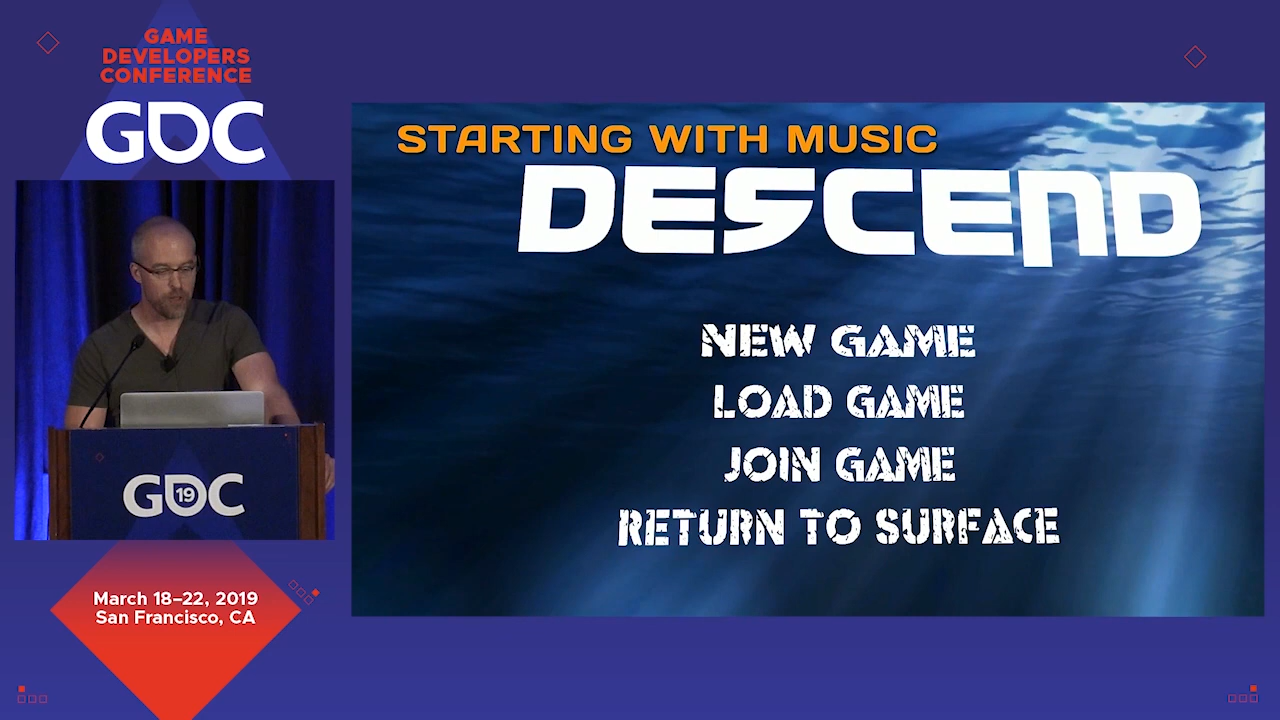 GAME
DEVELOPERS
CONFERENCE
GDC
STARTING WITH MUSIC
DESCEND
NEW GAME
LOAD GAME
JOIN GAME
RETURN TO SURFACE
GDC
19
March 18–22, 2019
San Francisco, CA